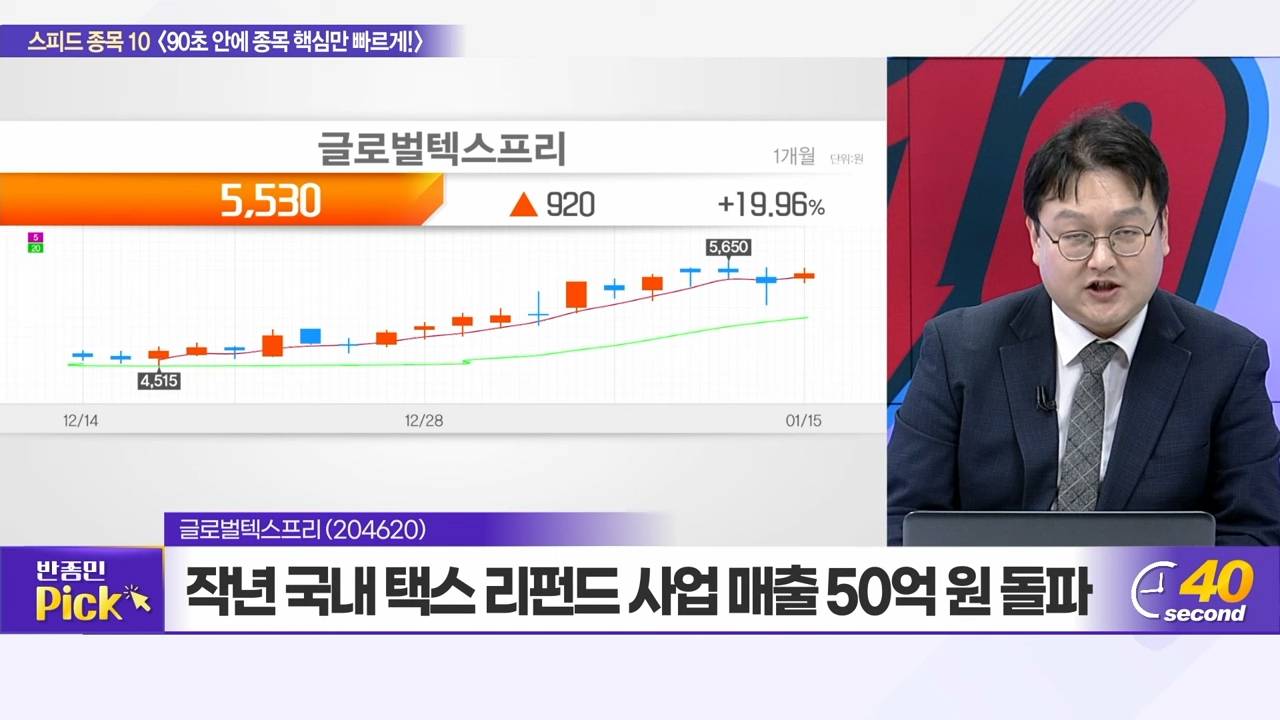 스피드 종목 10 〈90초 안에 종목 핵심만 빠르게!〉
글로벌텍스프리
1개월 단위:원
5,530 ▲ 920 +19.96%
5
20
5,650
4,515
12/14 12/28 01/15
글로벌텍스프리 (204620)
반종민
Pick
작년 국내 택스 리펀드 사업 매출 50억 원 돌파
40
second